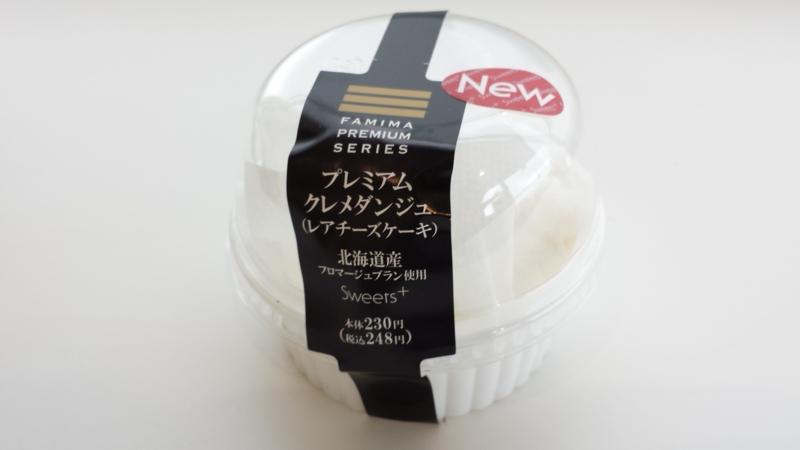 New
FAMIMA
PREMIUM
SERIES
プレミアム
クレメダンジュ
(レアチーズケーキ)
北海道産
フロマージュブラン使用
Sweets+
本体230円
(税込248円)